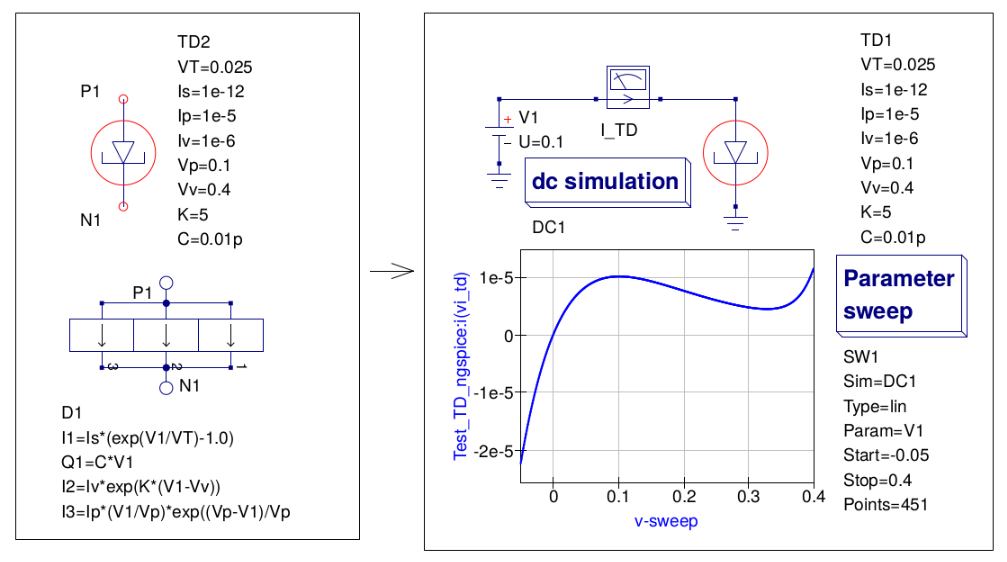 TD2
VT=0.025
Is=1e-12
Ip=1e-5
Iv=1e-6
Vp=0.1
Vv=0.4
K=5
C=0.01p
P1
N1
P1
3
2
1
N1
D1
I1=Is*(exp(V1/VT)-1.0)
Q1=C*V1
I2=Iv*exp(K*(V1-Vv))
I3=Ip*(V1/Vp)*exp((Vp-V1)/Vp
TD1
VT=0.025
Is=1e-12
Ip=1e-5
Iv=1e-6
Vp=0.1
Vv=0.4
K=5
C=0.01p
I_TD
+ V1
- U=0.1
dc simulation
DC1
Test_TD_ngspice:i(vi_td)
1e-5
0
-1e-5
-2e-5
0 0.1 0.2 0.3 0.4
v-sweep
Parameter
sweep
SW1
Sim=DC1
Type=lin
Param=V1
Start=-0.05
Stop=0.4
Points=451